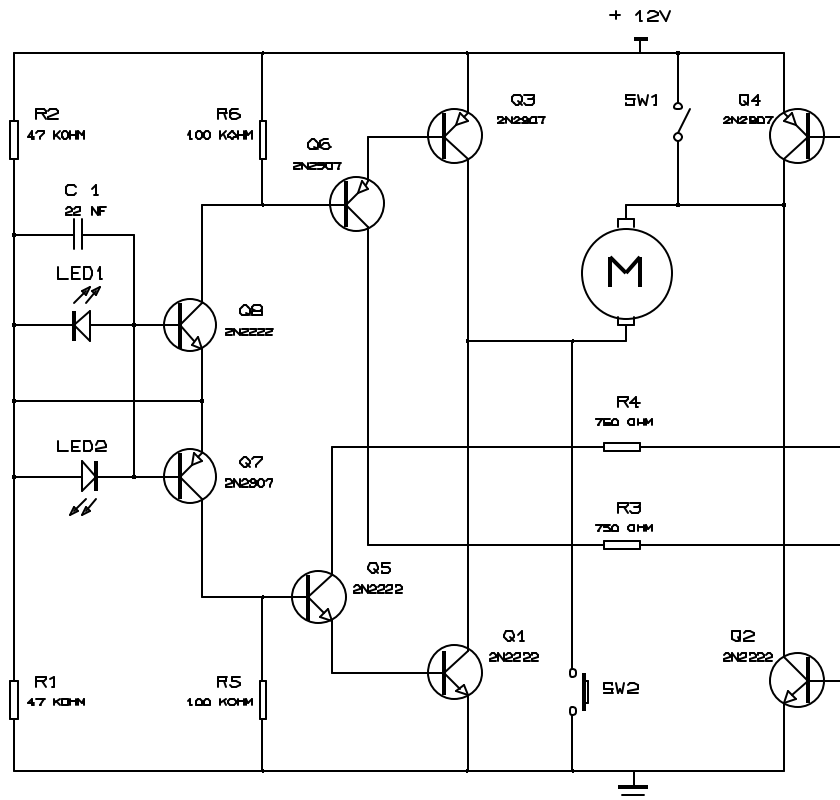 + 12V
R2
47 KOHM
R6
100 KOHM
Q6
2N2907
Q3
2N2907
SW1
Q4
2N2907
C 1
22 NF
LED1
Q8
2N2222
M
LED2
Q7
2N2907
R4
750 OHM
R3
750 OHM
Q5
2N2222
Q1
2N2222
Q2
2N2222
R1
47 KOHM
R5
100 KOHM
SW2